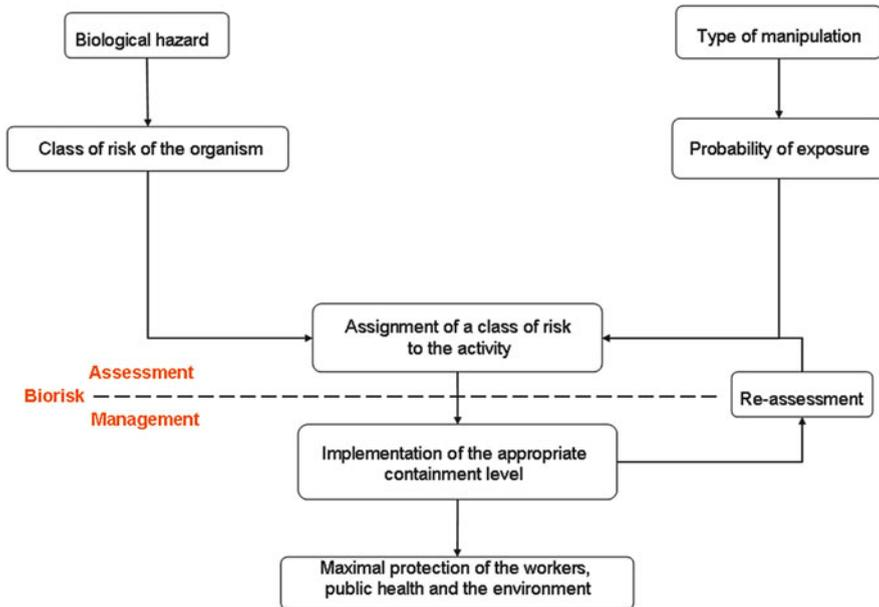 Biological hazard
Type of manipulation
Class of risk of the organism
Probability of exposure
Assignment of a class of risk
to the activity
Assessment
Biorisk
Management
Re-assessment
Implementation of the appropriate
containment level
Maximal protection of the workers,
public health and the environment